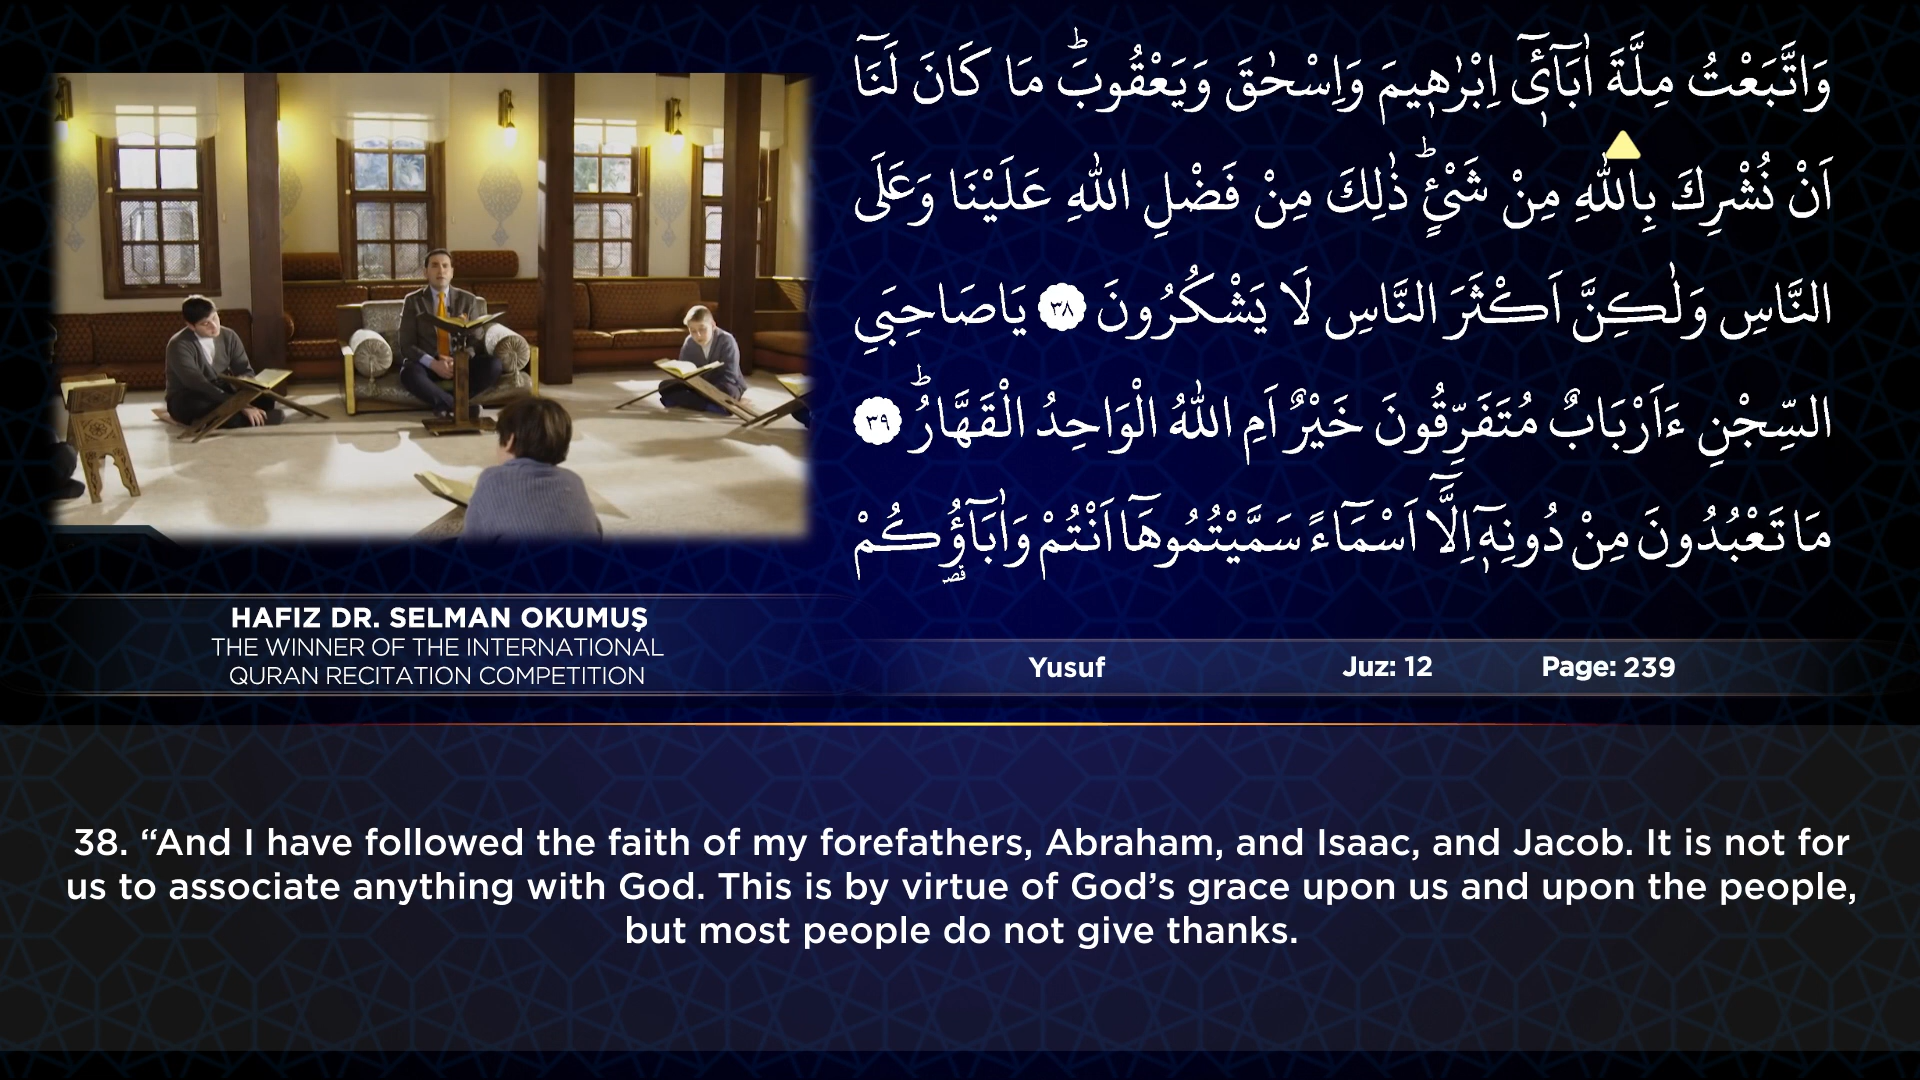 وَاتَّبَعْتُ مِلَّةَ اٰبَٓاء۪ٓي اِبْرٰه۪يمَ وَاِسْحٰقَ وَيَعْقُوبَۜ مَا كَانَ لَنَٓا
اَنْ نُشْرِكَ بِاللّٰهِ مِنْ شَيْءٍۜ ذٰلِكَ مِنْ فَضْلِ اللّٰهِ عَلَيْنَا وَعَلَى
النَّاسِ وَلٰكِنَّ اَكْثَرَ النَّاسِ لَا يَشْكُرُونَ ٣٨ يَاصَاحِبَيِ
السِّجْنِ ءَاَرْبَابٌ مُتَفَرِّقُونَ خَيْرٌ اَمِ اللّٰهُ الْوَاحِدُ الْقَهَّارُۜ ٣٩
مَا تَعْبُدُونَ مِنْ دُونِه۪ٓ اِلَّٓا اَسْمَٓاءً سَمَّيْتُمُوهَٓا اَنْتُمْ وَاٰبَٓاؤُ۬كُمْ
HAFIZ DR. SELMAN OKUMUŞ
THE WINNER OF THE INTERNATIONAL
QURAN RECITATION COMPETITION
Yusuf Juz: 12 Page: 239
38. “And I have followed the faith of my forefathers, Abraham, and Isaac, and Jacob. It is not for
us to associate anything with God. This is by virtue of God’s grace upon us and upon the people,
but most people do not give thanks.